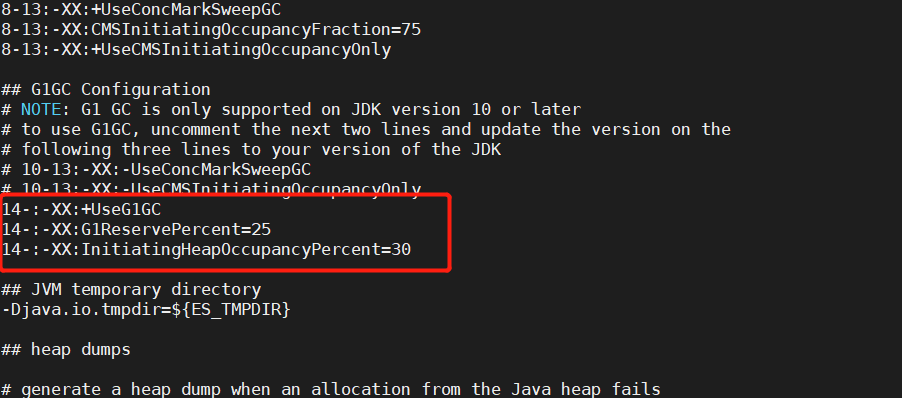 8-13:-XX:+UseConcMarkSweepGC
8-13:-XX:CMSInitiatingOccupancyFraction=75
8-13:-XX:+UseCMSInitiatingOccupancyOnly
## G1GC Configuration
# NOTE: G1 GC is only supported on JDK version 10 or later
# to use G1GC, uncomment the next two lines and update the version on the
# following three lines to your version of the JDK
# 10-13:-XX:-UseConcMarkSweepGC
# 10-13:-XX:-UseCMSInitiatingOccupancyOnly
14-:-XX:+UseG1GC
14-:-XX:G1ReservePercent=25
14-:-XX:InitiatingHeapOccupancyPercent=30
## JVM temporary directory
-Djava.io.tmpdir=${ES_TMPDIR}
## heap dumps
# generate a heap dump when an allocation from the Java heap fails